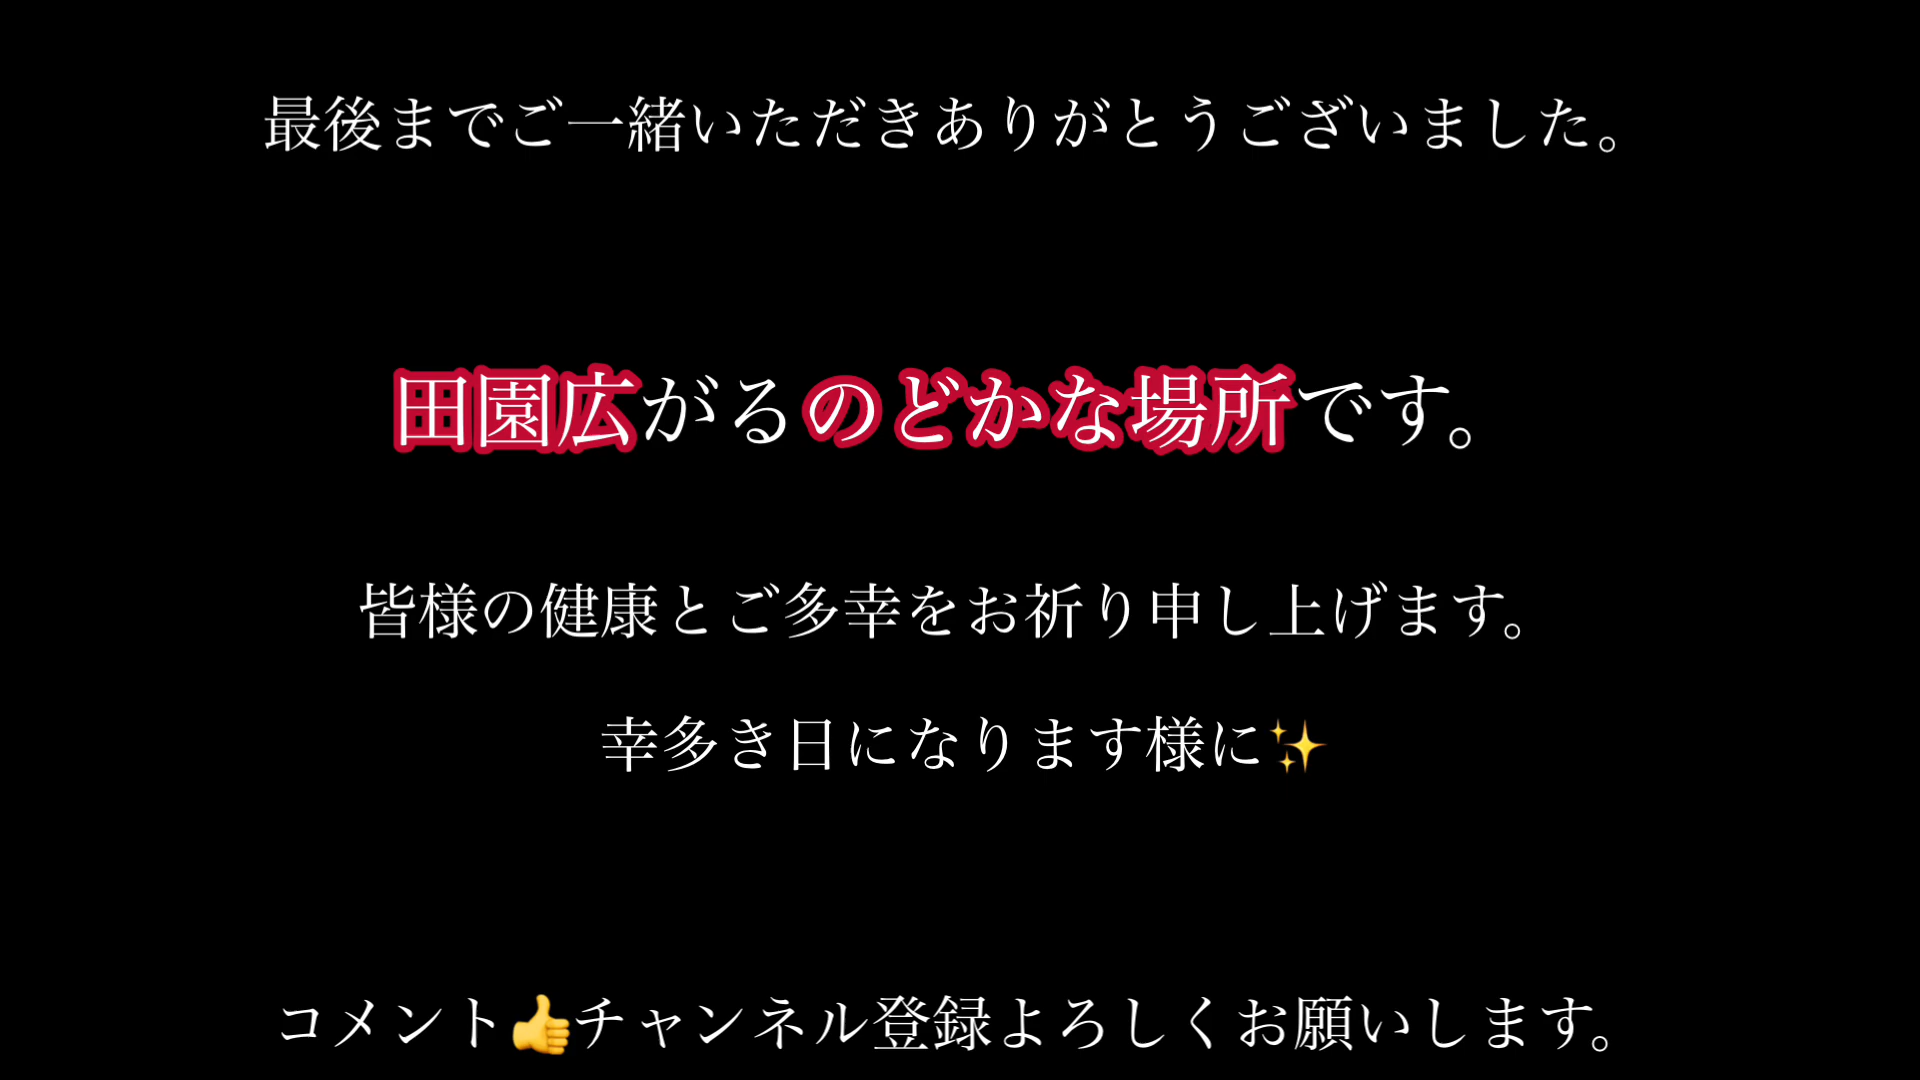 最後までご一緒いただきありがとうございました。
田園広がるのどかな場所です。
皆様の健康とご多幸をお祈り申し上げます。
幸多き日になります様に✨
コメント👍チャンネル登録よろしくお願いします。